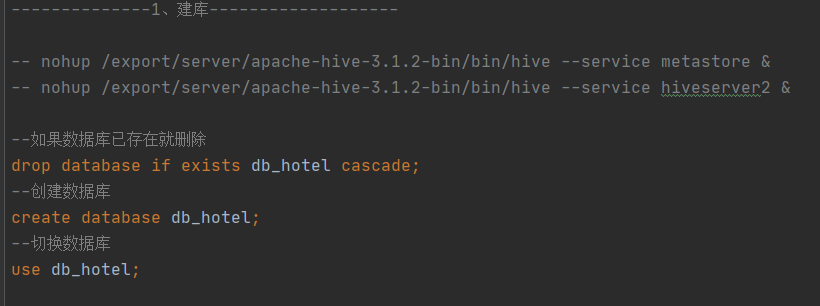 --------------1、建库-------------------
-- nohup /export/server/apache-hive-3.1.2-bin/bin/hive --service metastore &
-- nohup /export/server/apache-hive-3.1.2-bin/bin/hive --service hiveserver2 &
--如果数据库已存在就删除
drop database if exists db_hotel cascade;
--创建数据库
create database db_hotel;
--切换数据库
use db_hotel;